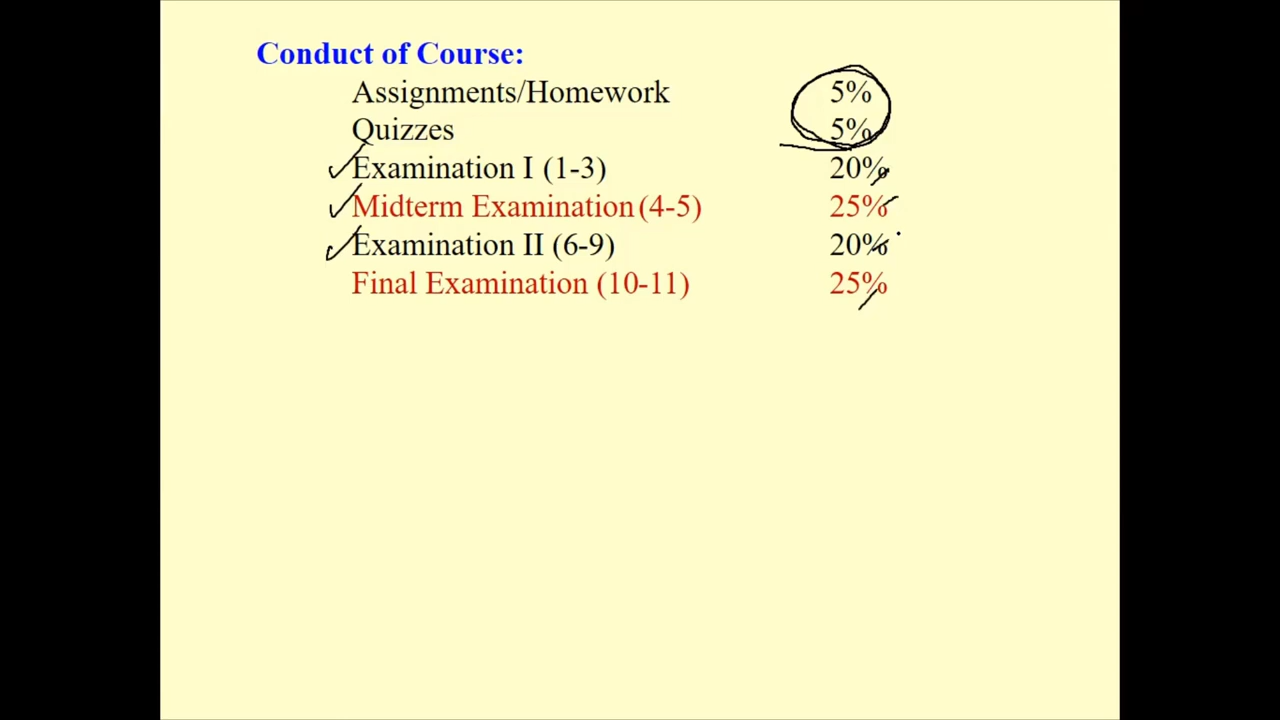 Conduct of Course:
Assignments/Homework 5%
Quizzes 5%
Examination I (1-3) 20%
Midterm Examination (4-5) 25%
Examination II (6-9) 20%
Final Examination (10-11) 25%